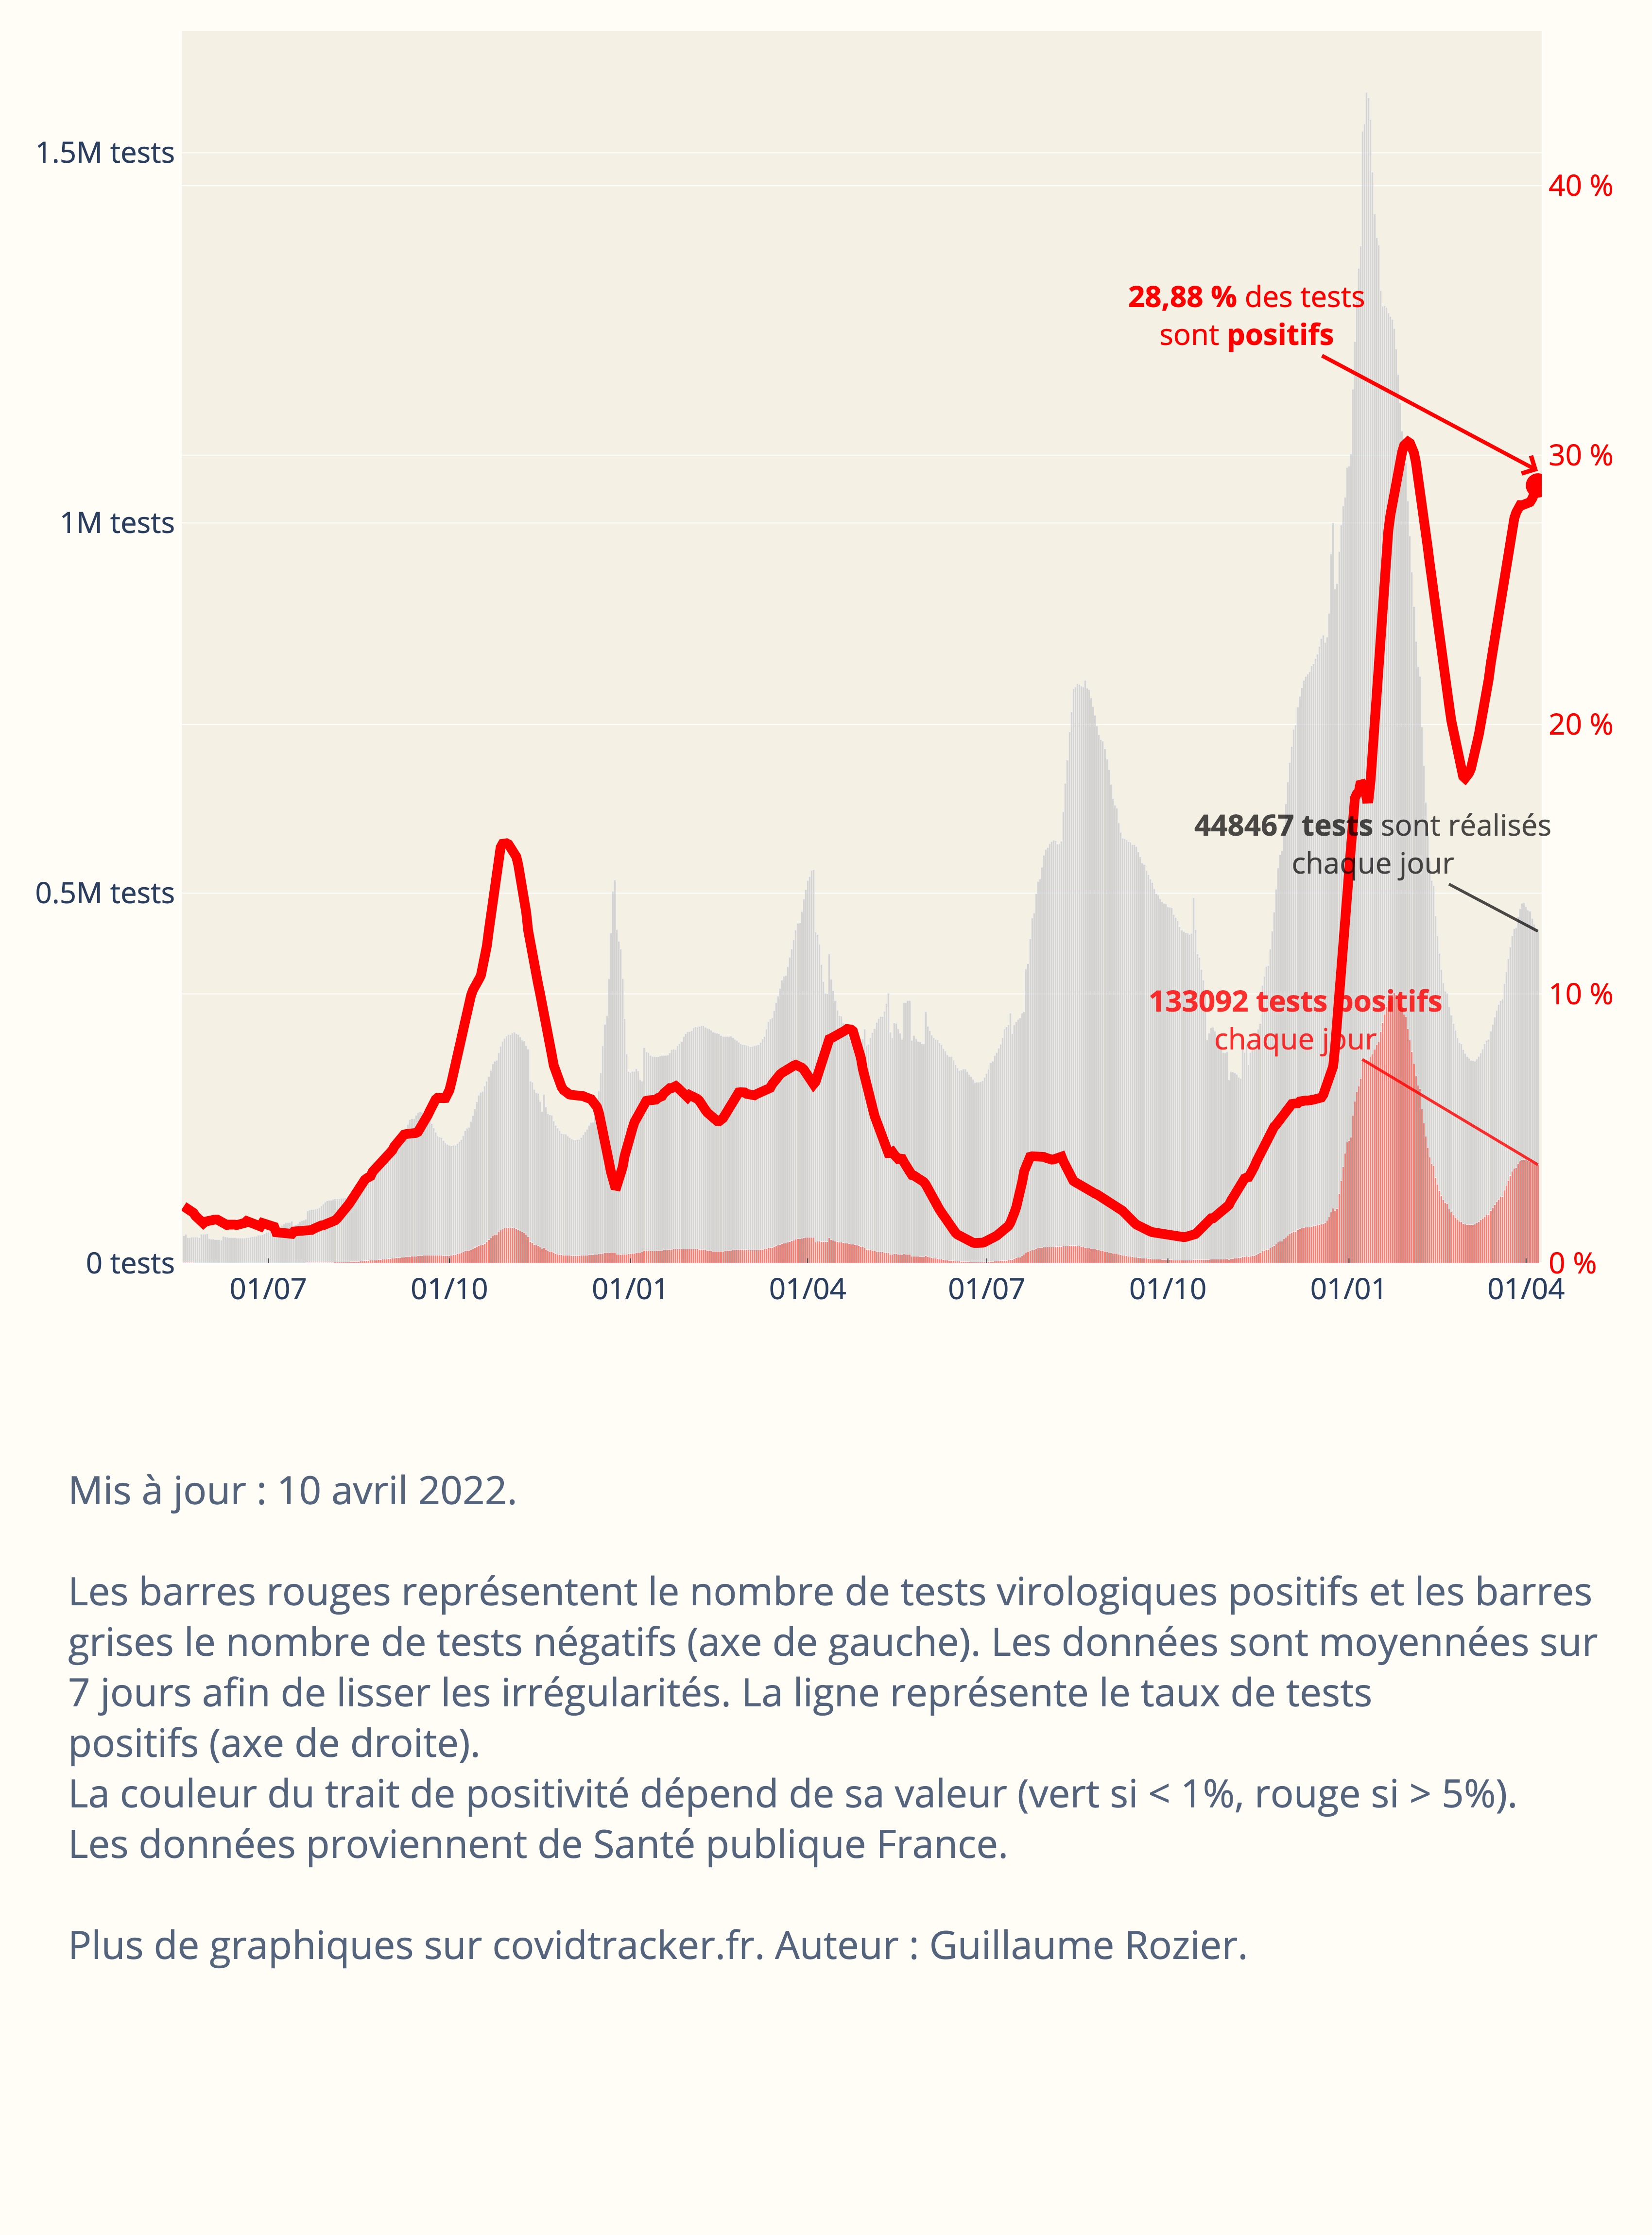 1.5M tests
40 %
28,88 % des tests
sont positifs
30 %
1M tests
20 %
448467 tests sont réalisés
chaque jour
0.5M tests
10 %
133092 tests positifs
chaque jour
0 tests
0 %
01/07 01/10 01/01 01/04 01/07 01/10 01/01 01/04
Mis à jour : 10 avril 2022.
Les barres rouges représentent le nombre de tests virologiques positifs et les barres
grises le nombre de tests négatifs (axe de gauche). Les données sont moyennées sur
7 jours afin de lisser les irrégularités. La ligne représente le taux de tests
positifs (axe de droite).
La couleur du trait de positivité dépend de sa valeur (vert si < 1%, rouge si > 5%).
Les données proviennent de Santé publique France.
Plus de graphiques sur covidtracker.fr. Auteur : Guillaume Rozier.